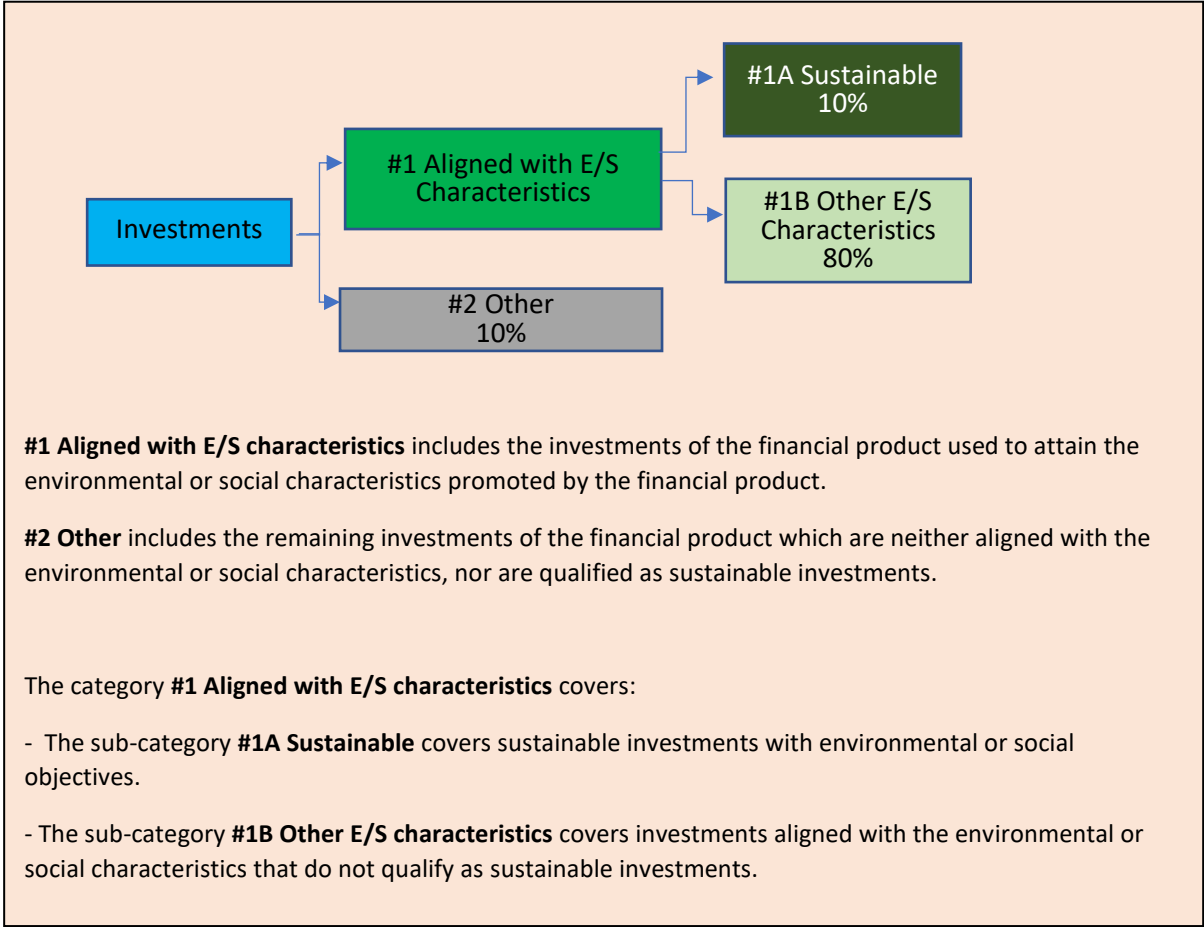 #1A Sustainable
10%
#1 Aligned with E/S
Characteristics
#1B Other E/S
Characteristics
80%
Investments
#2 Other
10%
#1 Aligned with E/S characteristics includes the investments of the financial product used to attain the
environmental or social characteristics promoted by the financial product.
#2 Other includes the remaining investments of the financial product which are neither aligned with the
environmental or social characteristics, nor are qualified as sustainable investments.
The category #1 Aligned with E/S characteristics covers:
- The sub-category #1A Sustainable covers sustainable investments with environmental or social
objectives.
- The sub-category #1B Other E/S characteristics covers investments aligned with the environmental or
social characteristics that do not qualify as sustainable investments.